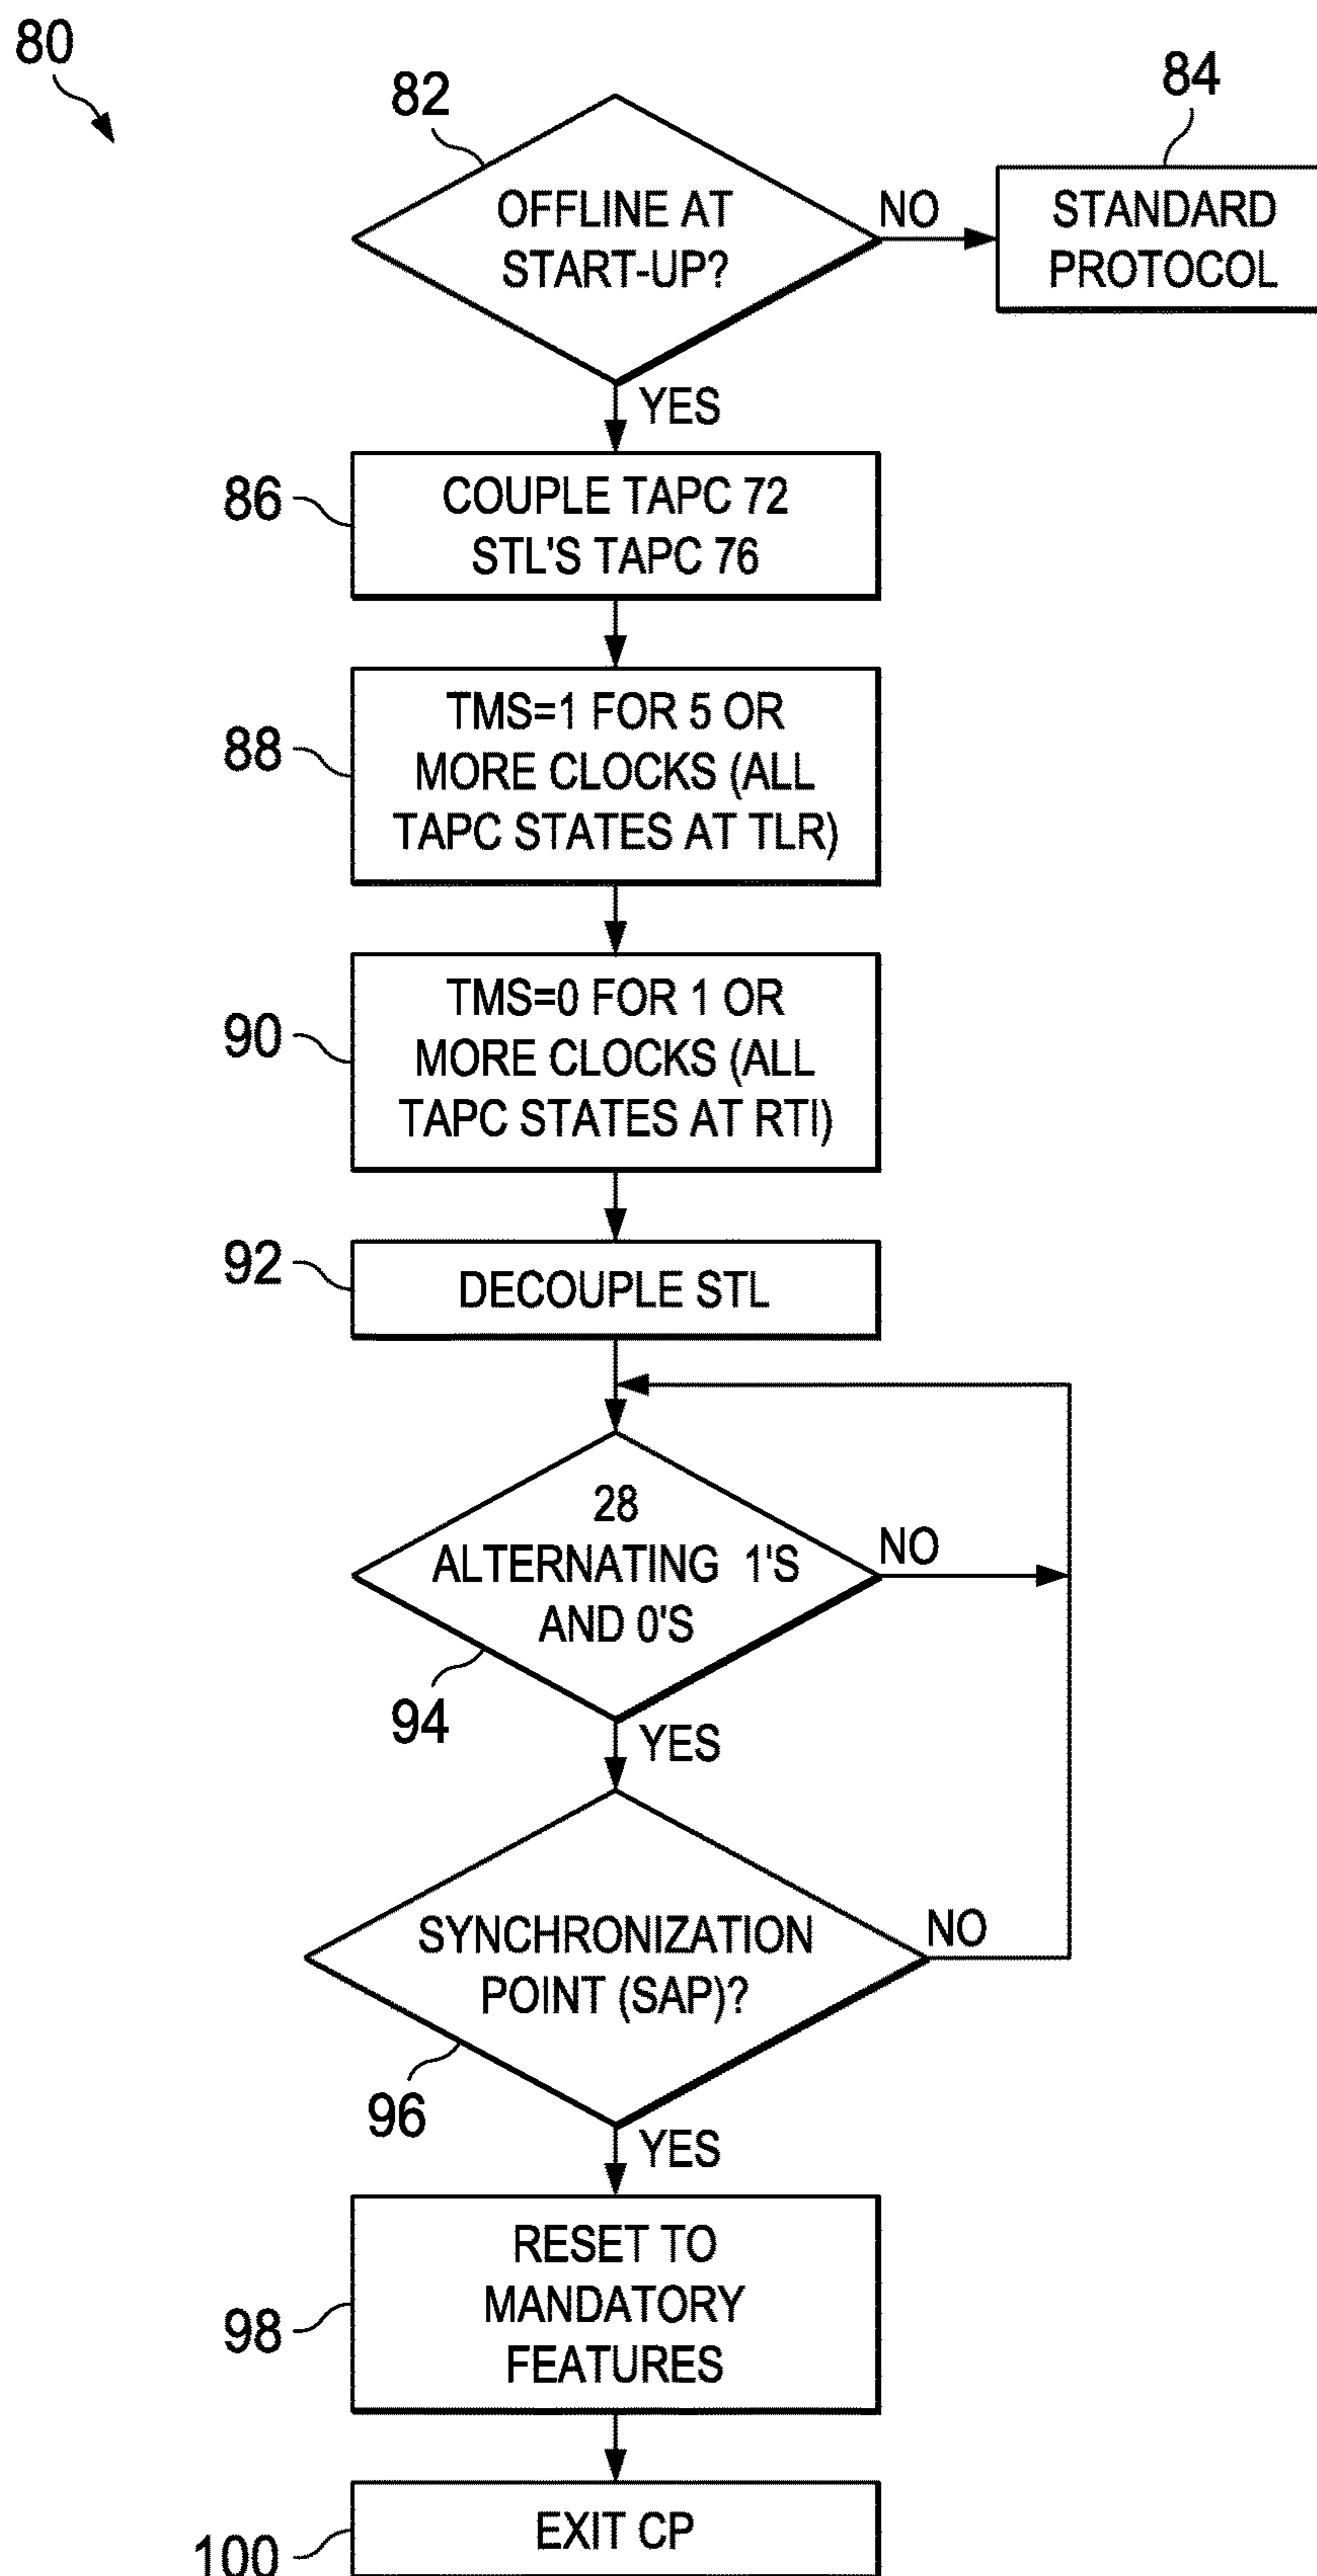 80
82
84
OFFLINE AT
START-UP?
NO
STANDARD
PROTOCOL
YES
86
COUPLE TAPC 72
STL'S TAPC 76
88
TMS=1 FOR 5 OR
MORE CLOCKS (ALL
TAPC STATES AT TLR)
90
TMS=0 FOR 1 OR
MORE CLOCKS (ALL
TAPC STATES AT RTI)
92
DECOUPLE STL
28
ALTERNATING 1'S
AND 0'S
NO
94
YES
SYNCHRONIZATION
POINT (SAP)?
NO
96
YES
98
RESET TO
MANDATORY
FEATURES
100
EXIT CP